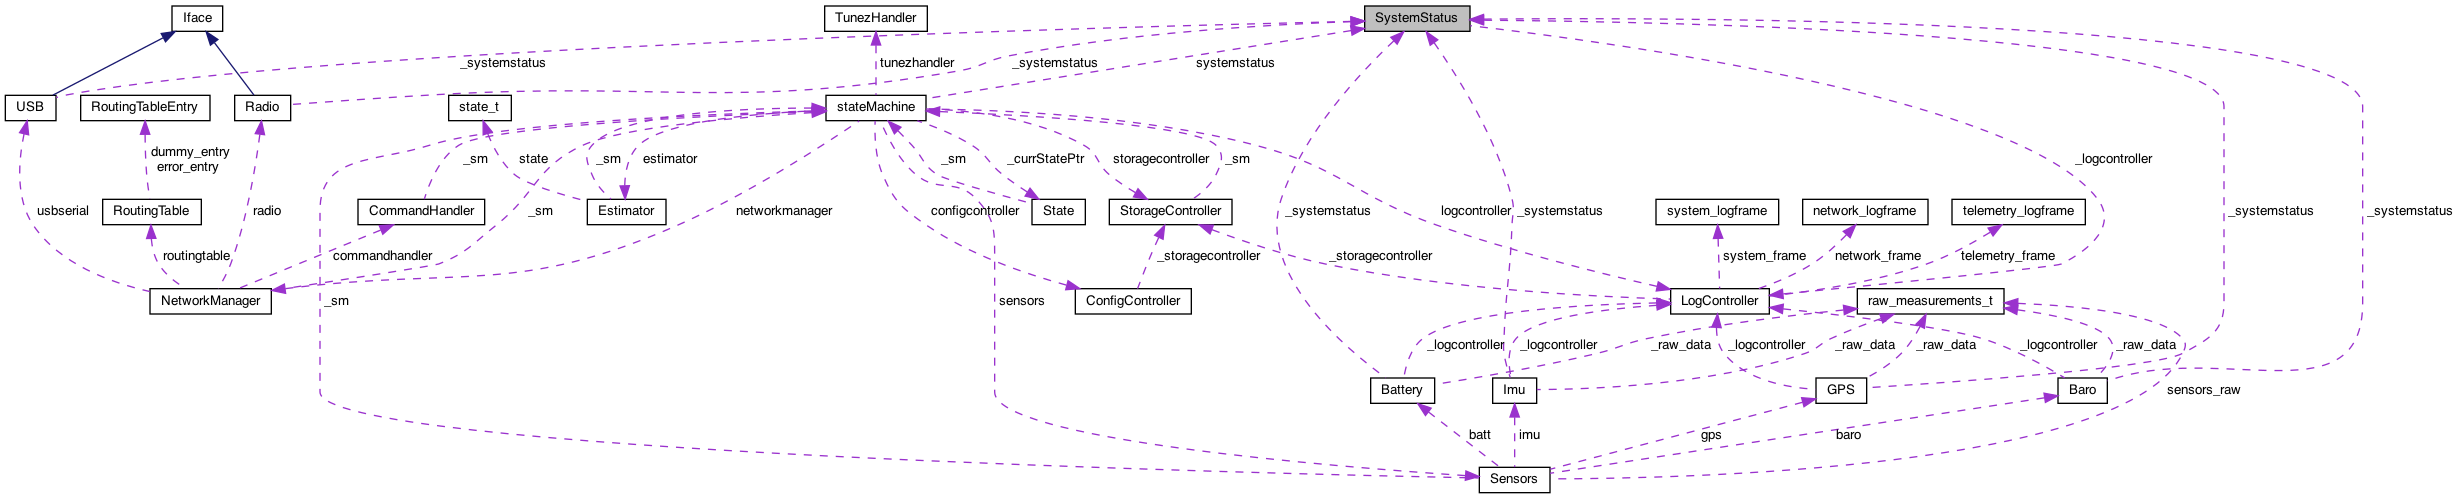 Iface
TunezHandler
SystemStatus
_systemstatus
tunezhandler
_systemstatus
systemstatus
USB
RoutingTableEntry
Radio
state_t
stateMachine
dummy_entry
error_entry
_sm
state
_sm
estimator
_sm
_currStatePtr
storagecontroller
_sm
_logcontroller
usbserial
RoutingTable
radio
CommandHandler
_sm
Estimator
networkmanager
configcontroller
State
StorageController
_systemstatus
logcontroller
_systemstatus
system_logframe
network_logframe
telemetry_logframe
_systemstatus
_systemstatus
routingtable
commandhandler
_storagecontroller
_storagecontroller
system_frame
network_frame
telemetry_frame
NetworkManager
_sm
sensors
ConfigController
LogController
raw_measurements_t
_logcontroller
_logcontroller
_raw_data
_logcontroller
_raw_data
_raw_data
_logcontroller
_raw_data
Battery
Imu
GPS
Baro
sensors_raw
batt
imu
gps
baro
Sensors